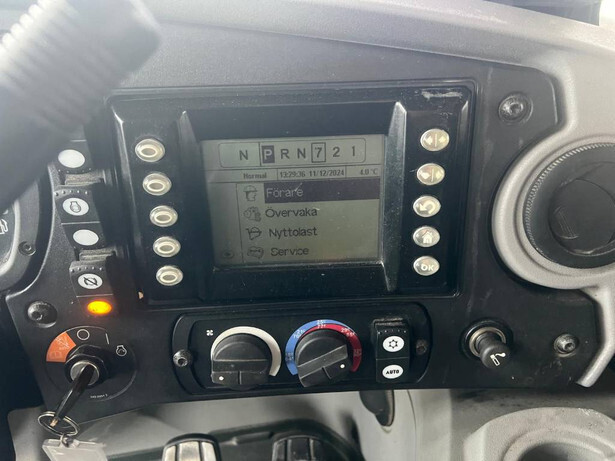 N P R N 7 2 1
Normal 13:29:36 11/12/2024 4.0 °C
Förare
Övervaka
Nyttolast
Service
OK
AUTO